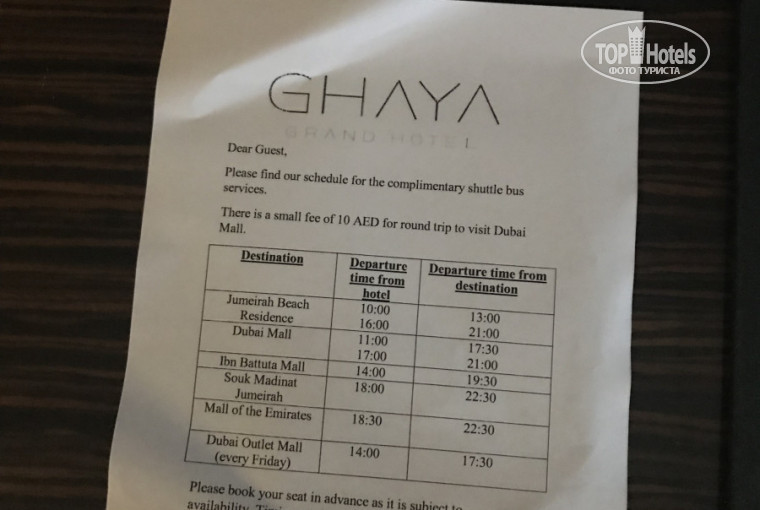 TOP Hotels
ФОТО ТУРИСТА
GHAYA
GRAND HOTEL
Dear Guest,
Please find our schedule for the complimentary shuttle bus
services.
There is a small fee of 10 AED for round trip to visit Dubai
Mall.
Destination
Departure
time from
hotel
Departure time from
destination
Jumeirah Beach
Residence
10:00
16:00
13:00
21:00
Dubai Mall
11:00
17:00
17:30
21:00
Ibn Battuta Mall
14:00
19:30
Souk Madinat
Jumeirah
18:00
22:30
Mall of the Emirates
18:30
22:30
Dubai Outlet Mall
(every Friday)
14:00
17:30
Please book your seat in advance as it is subject to
availability.